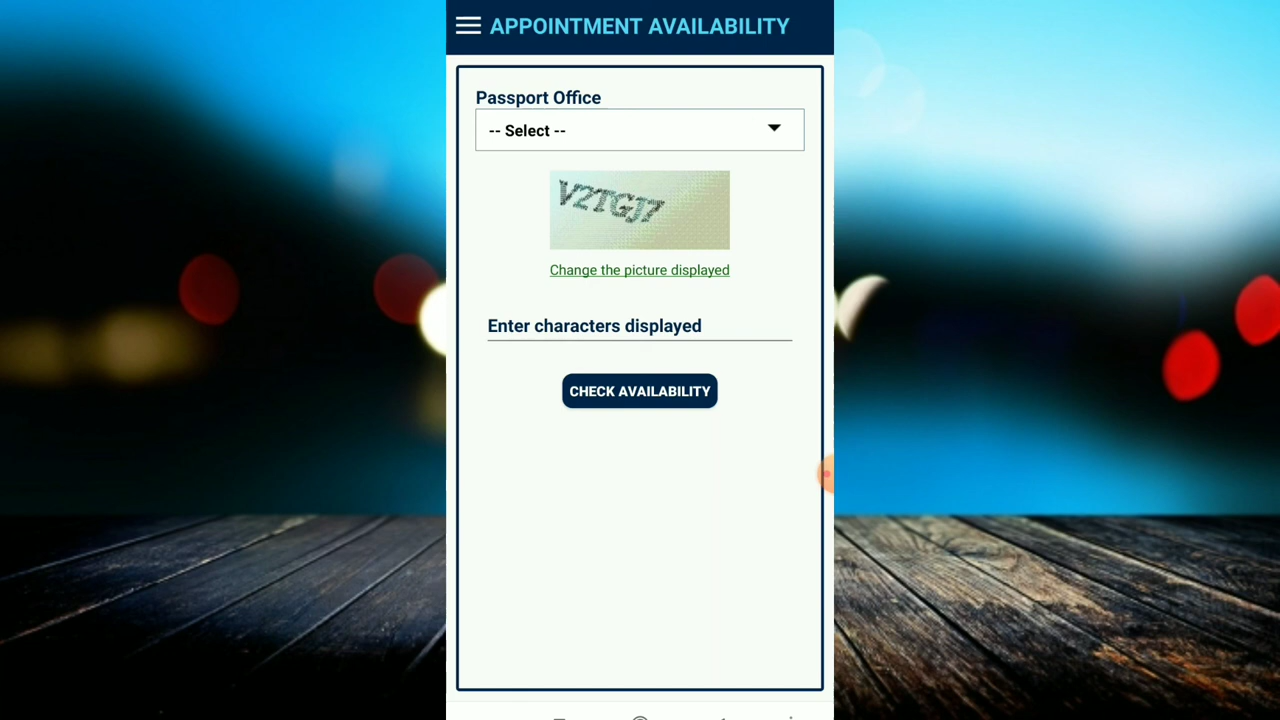 APPOINTMENT AVAILABILITY
Passport Office
-- Select --
V2TGJ7
Change the picture displayed
Enter characters displayed
CHECK AVAILABILITY